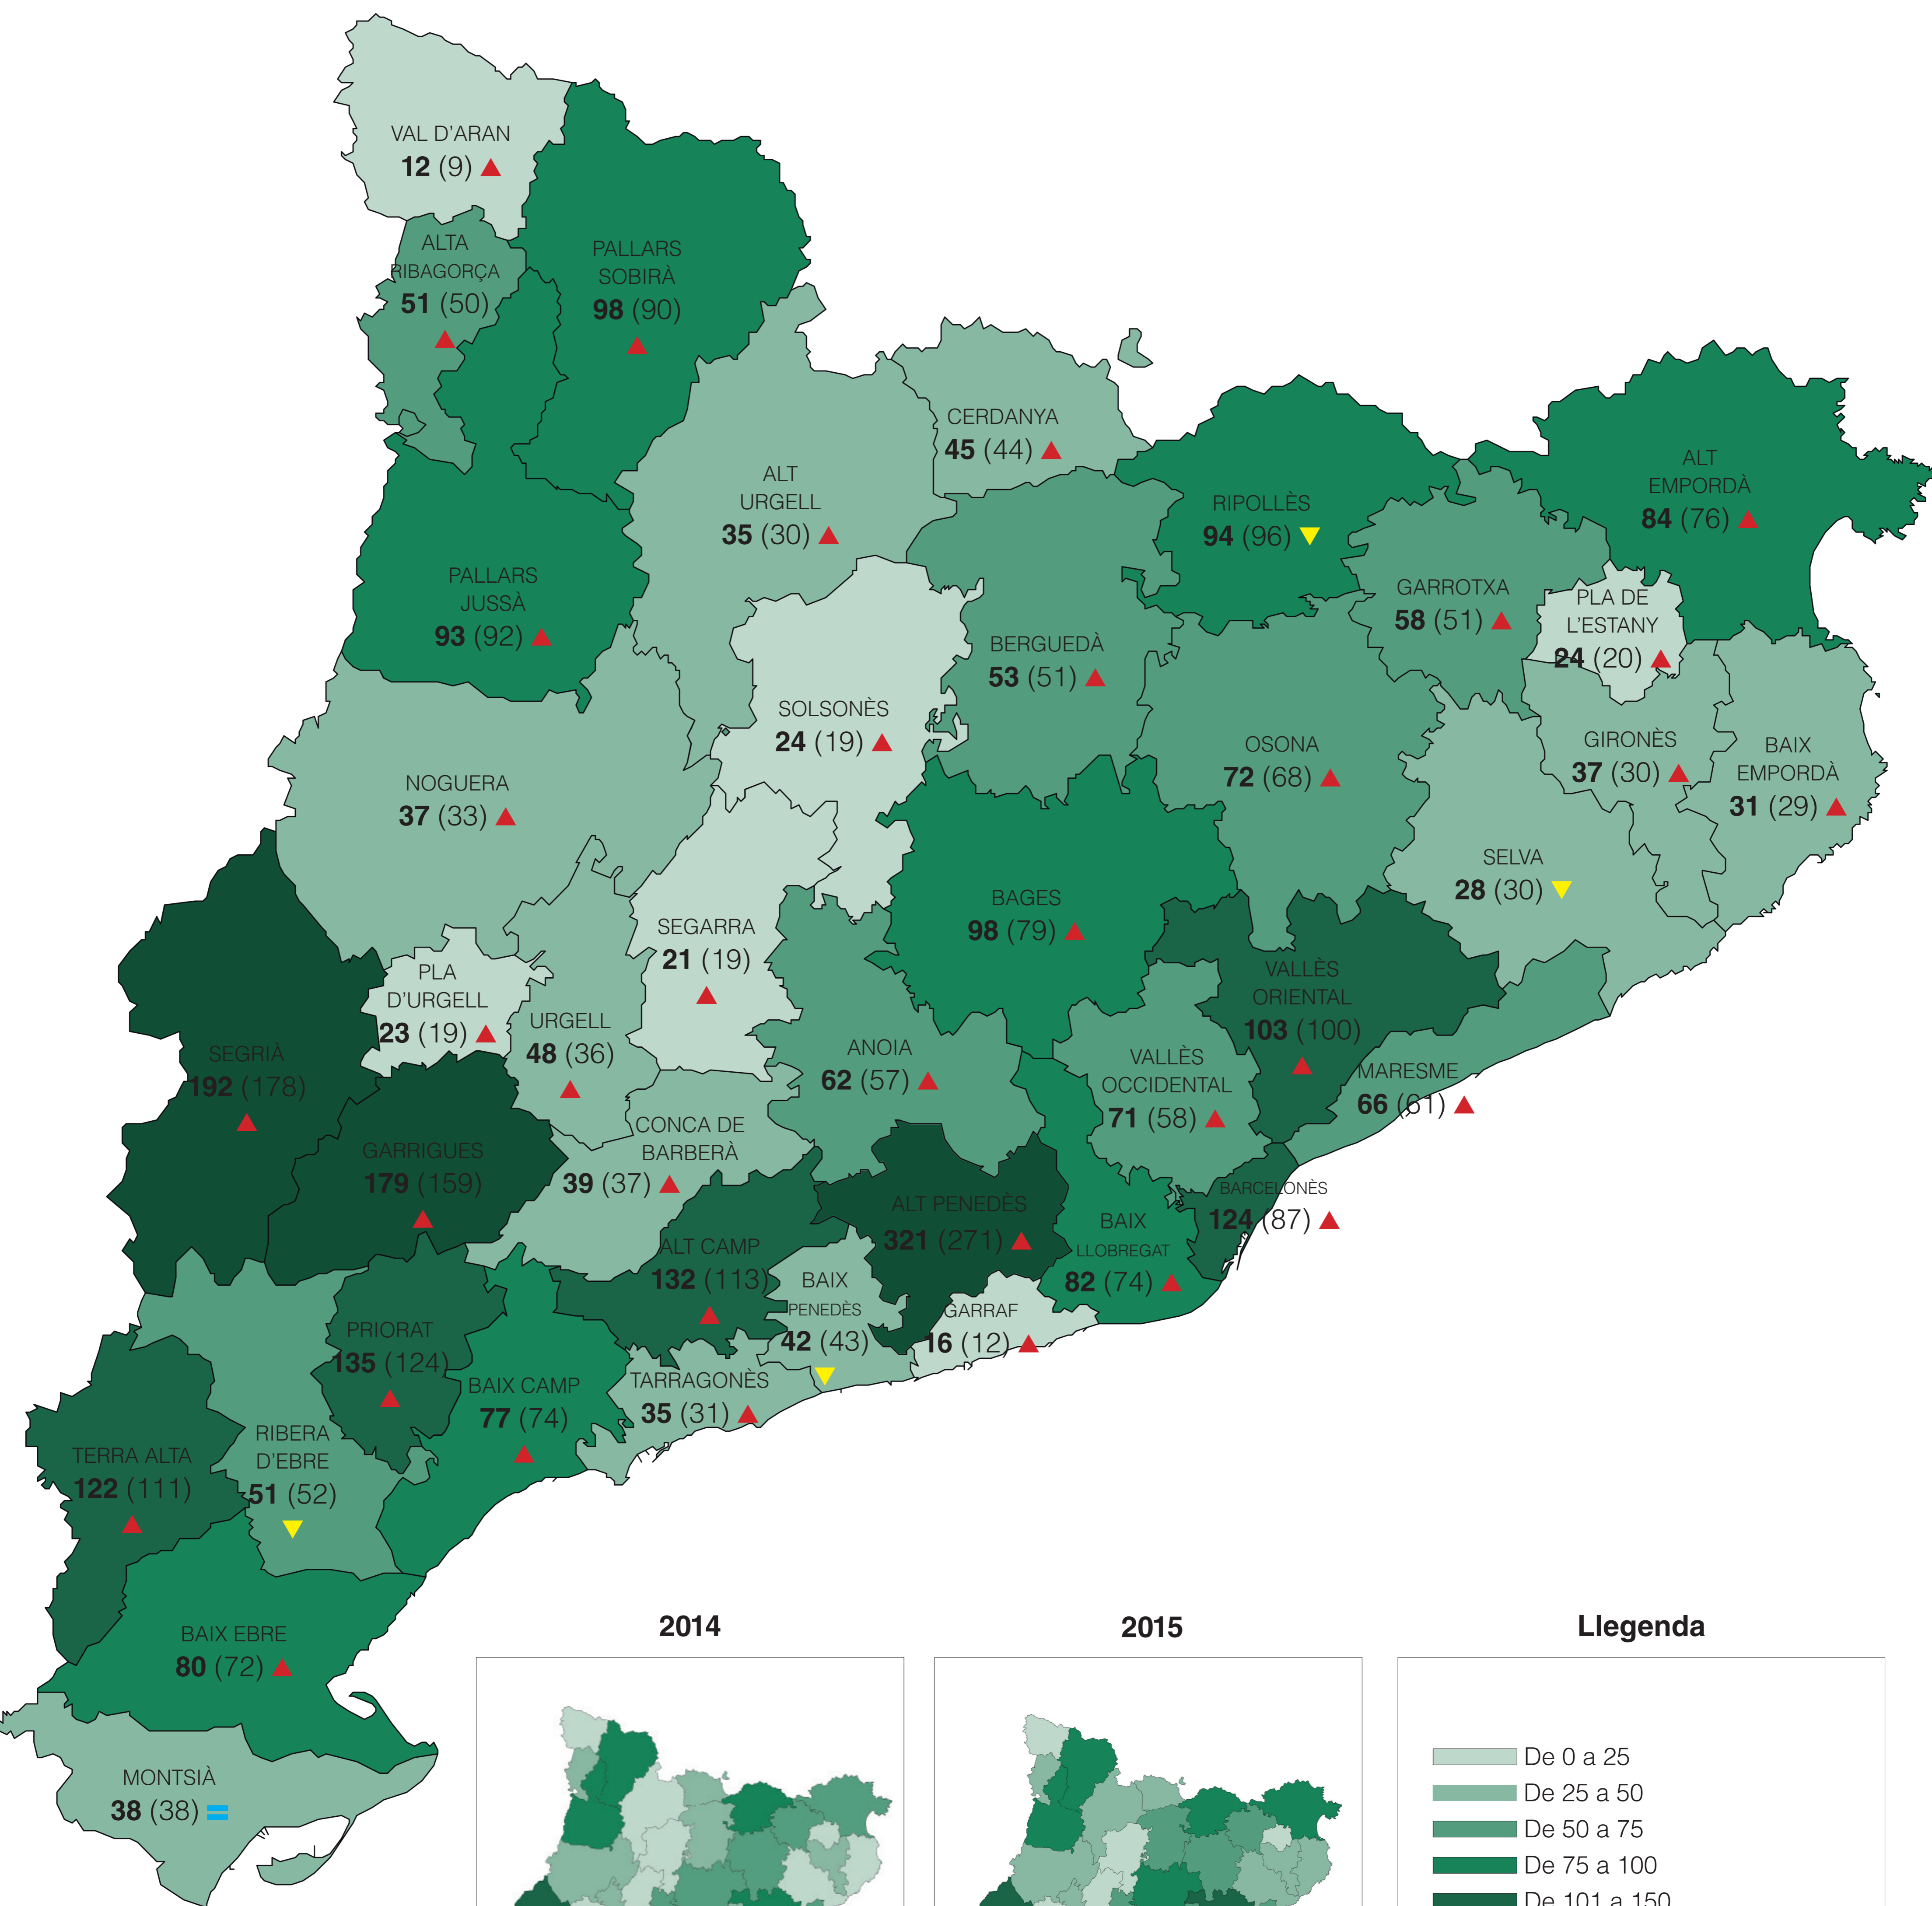 VAL D'ARAN
12 (9)
ALTA
RIBAGORÇA
51 (50)
PALLARS
SOBIRÀ
98 (90)
CERDANYA
45 (44)
ALT
URGELL
35 (30)
RIPOLLÈS
94 (96)
ALT
EMPORDÀ
84 (76)
PALLARS
JUSSÀ
93 (92)
GARROTXA
58 (51)
PLA DE
L'ESTANY
24 (20)
BERGUEDÀ
53 (51)
SOLSONÈS
24 (19)
OSONA
72 (68)
GIRONÈS
37 (30)
BAIX
EMPORDÀ
31 (29)
NOGUERA
37 (33)
SELVA
28 (30)
BAGES
98 (79)
SEGARRA
21 (19)
PLA
D'URGELL
23 (19)
VALLÈS
ORIENTAL
103 (100)
URGELL
48 (36)
SEGRIÀ
192 (178)
ANOIA
62 (57)
VALLÈS
OCCIDENTAL
71 (58)
MARESME
66 (61)
CONCA DE
BARBERÀ
39 (37)
GARRIGUES
179 (159)
ALT PENEDÈS
321 (271)
BARCELONÈS
124 (87)
BAIX
LLOBREGAT
82 (74)
ALT CAMP
132 (113)
BAIX
PENEDÈS
42 (43)
GARRAF
16 (12)
PRIORAT
135 (124)
BAIX CAMP
77 (74)
TARRAGONÈS
35 (31)
RIBERA
D'EBRE
51 (52)
TERRA ALTA
122 (111)
BAIX EBRE
80 (72)
MONTSIÀ
38 (38)
2014
2015
Llegenda
De 0 a 25
De 25 a 50
De 50 a 75
De 75 a 100
De 101 a 150